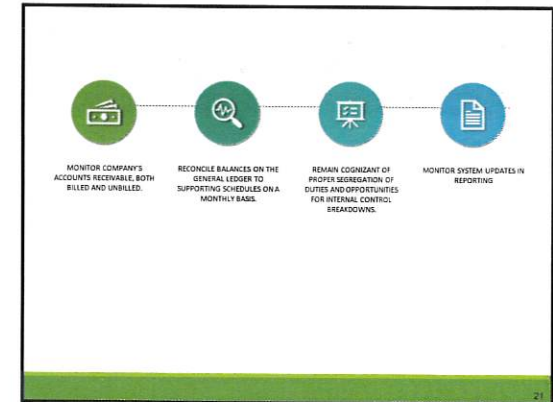 MONITOR COMPANY'S
ACCOUNTS RECEIVABLE, BOTH
BILLED AND UNBILLED.
RECONCILE BALANCES ON THE
GENERAL LEDGER TO
SUPPORTING SCHEDULES ON A
MONTHLY BASIS.
REMAIN COGNIZANT OF
PROPER SEGREGATION OF
DUTIES AND OPPORTUNITIES
FOR INTERNAL CONTROL
BREAKDOWNS.
MONITOR SYSTEM UPDATES IN
REPORTING
21